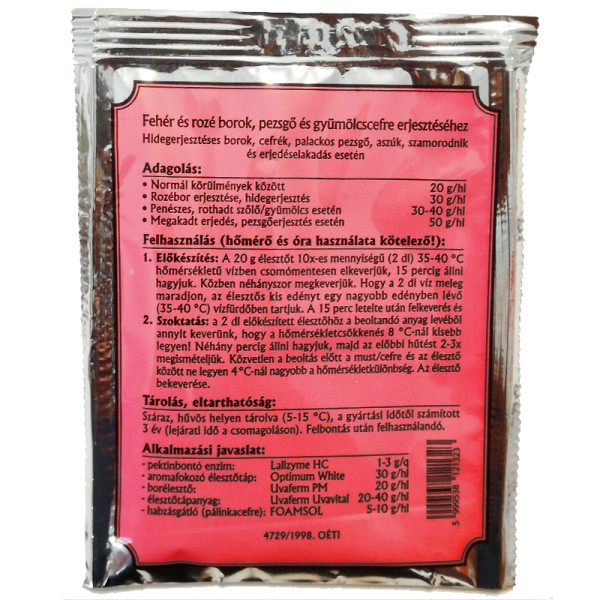 Fehér és rozé borok, pezsgő és gyümölcscefre erjesztéséhez
Hidegerjesztéses borok, cefrék, palackos pezsgő, aszúk, szamorodnik
és erjedéselakadás esetén
Adagolás:
• Normál körülmények között 20 g/hl
• Rozébor erjesztése, hidegerjesztés 30 g/hl
• Penészes, rothadt szőlő/gyümölcs esetén 30-40 g/hl
• Megakadt erjedés, pezsgőerjesztés esetén 50 g/hl
Felhasználás (hőmérő és óra használata kötelező!):
1. Előkészítés: A 20 g élesztőt 10x-es mennyiségű (2 dl) 35-40 °C
hőmérsékletű vízben csomómentesen elkeverjük, 15 percig állni
hagyjuk. Közben néhányszor megkeverjük. Hogy a 2 dl víz meleg
maradjon, az élesztős kis edényt egy nagyobb edényben lévő
(35-40 °C) vízfürdőben tartjuk. A 15 perc letelte után felkeverés és
2. Szoktatás: a 2 dl előkészített élesztőhöz a beoltandó anyag levéből
annyit keverünk, hogy a hőmérsékletcsökkenés 8 °C-nál kisebb
legyen! Néhány percig állni hagyjuk, majd az előbbi hűtést 2-3x
megismételjük. Közvetlen a beoltás előtt a must/cefre és az élesztő
között ne legyen 4°C-nál nagyobb a hőmérsékletkülönbség. Az élesztő
bekeverése.
Tárolás, eltarthatóság:
Száraz, hűvös helyen tárolva (5-15 °C), a gyártási időtől számított
3 év (lejárati idő a csomagoláson). Felbontás után felhasználandó.
Alkalmazási javaslat:
- pektinbontó enzim: Lallzyme HC 1-3 g/q
- aromafokozó élesztőtáp: Optimum White 30 g/hl
- borélesztő: Uvaferm PM 20 g/hl
- élesztőtápanyag: Uvaferm Uvavital 20-40 g/hl
- habzásgátló (pálinkacefre): FOAMSOL 5-10 g/hl
4729/1998. OÉTI
5 999538 121323